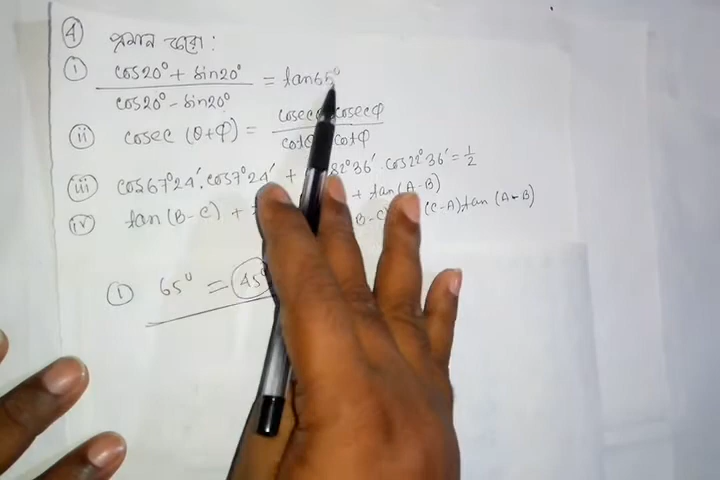 ④ প্রমাণ করো :
ⓘ cos20° + sin20° / cos20° - sin20° = tan65°
ⓘⓘ cosec (θ+φ) = cosecθ cosecφ / cotθ cotφ
ⓘⓘⓘ cos67°24′. cos7°24′ + 82°36′. cos22°36′ = 1/2
ⓘⓥ tan (B-C) + + tan(A-B) B-C) (C-A) tan (A-B)
ⓘ 65° = 45°